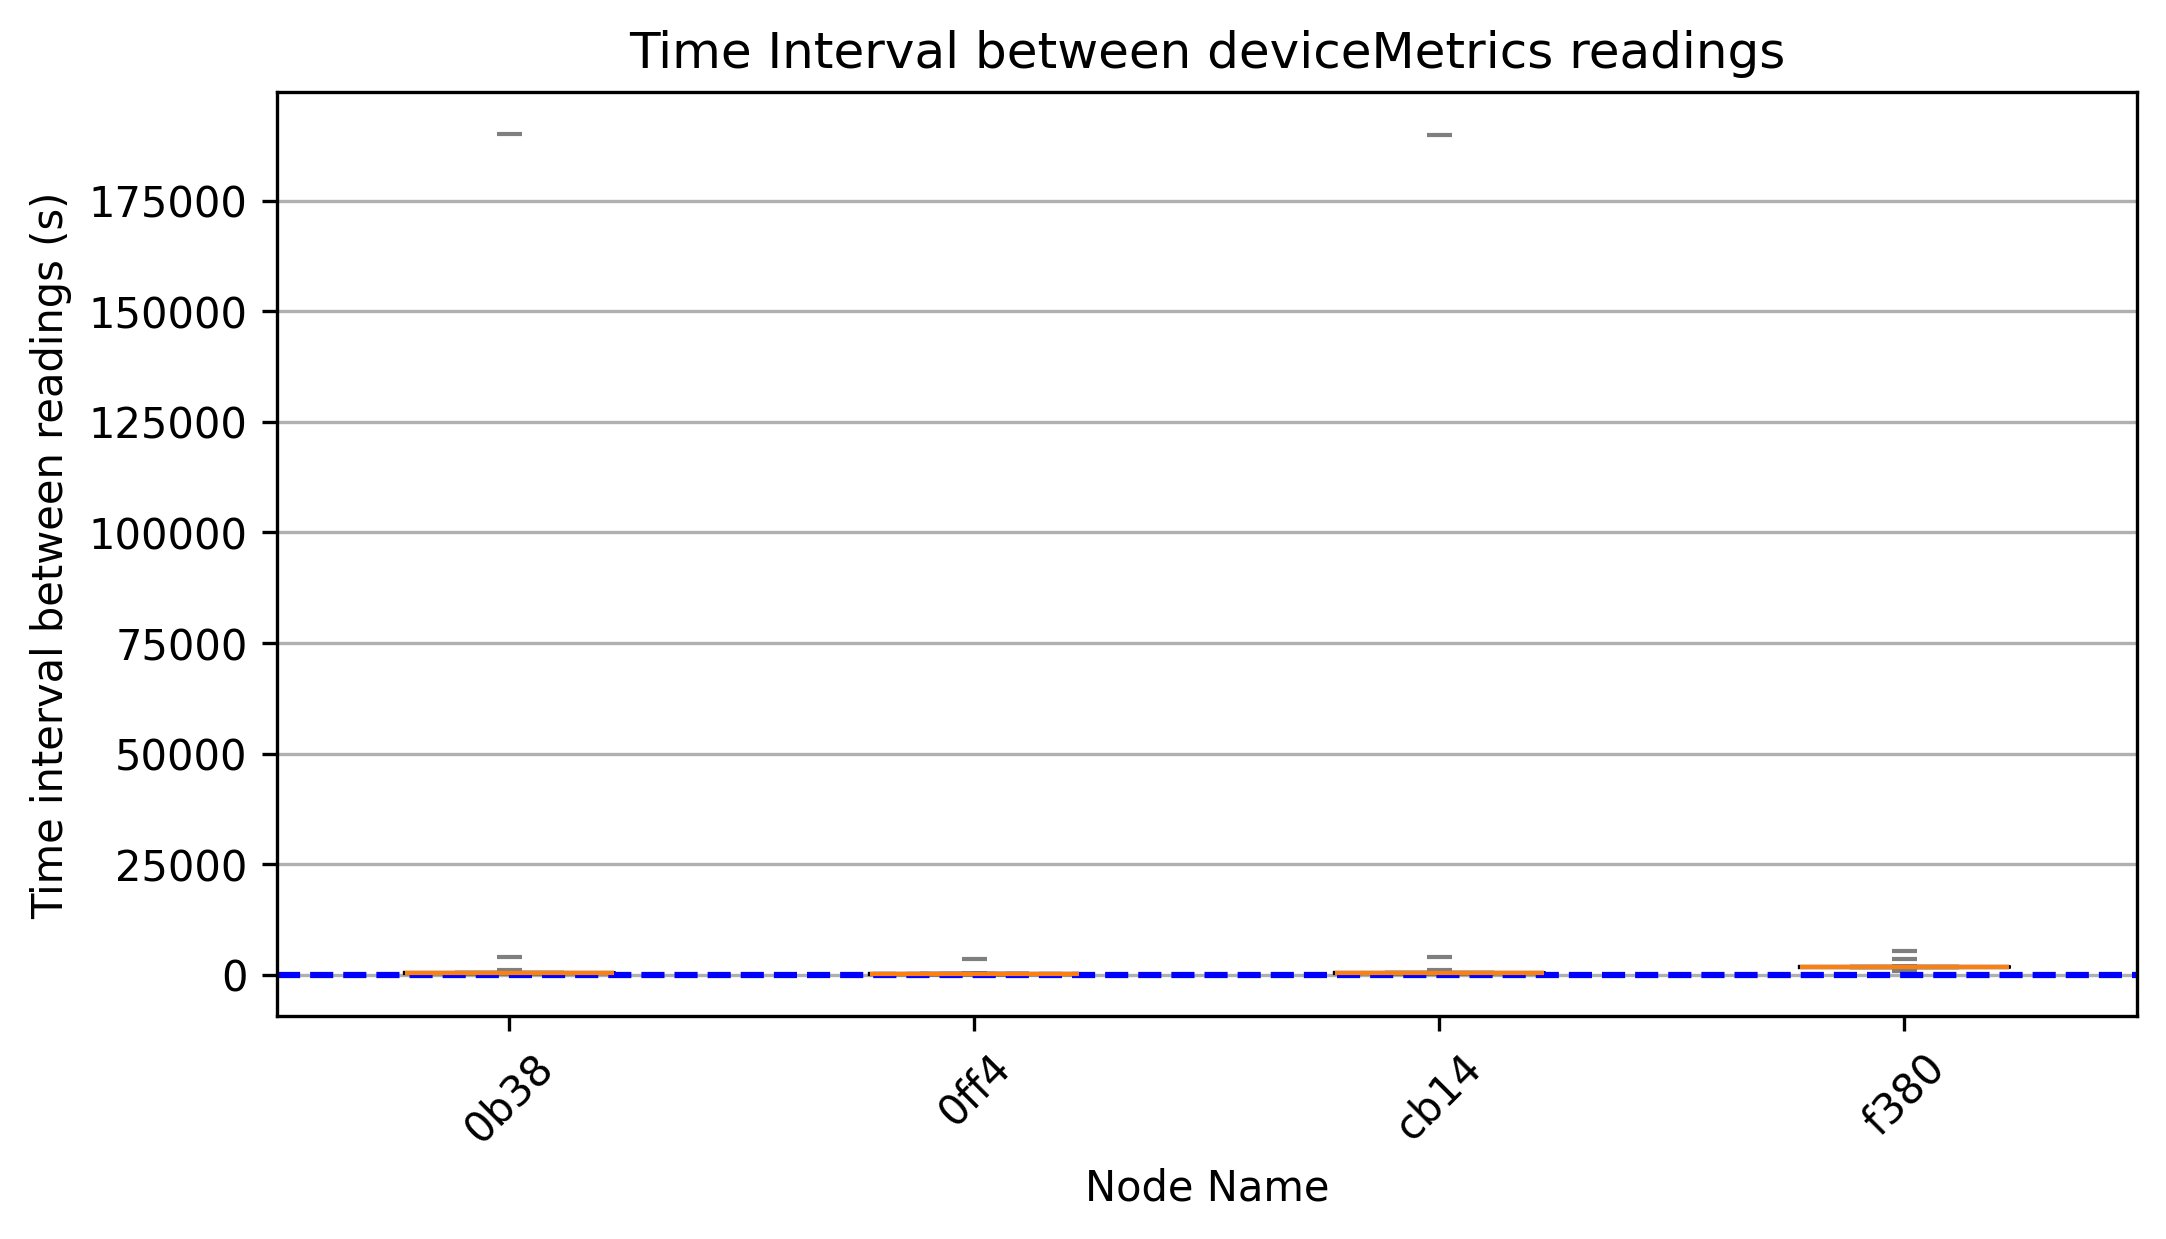 Time Interval between deviceMetrics readings
Time interval between readings (s)
175000
150000
125000
100000
75000
50000
25000
0
0b38
0ff4
cb14
f380
Node Name